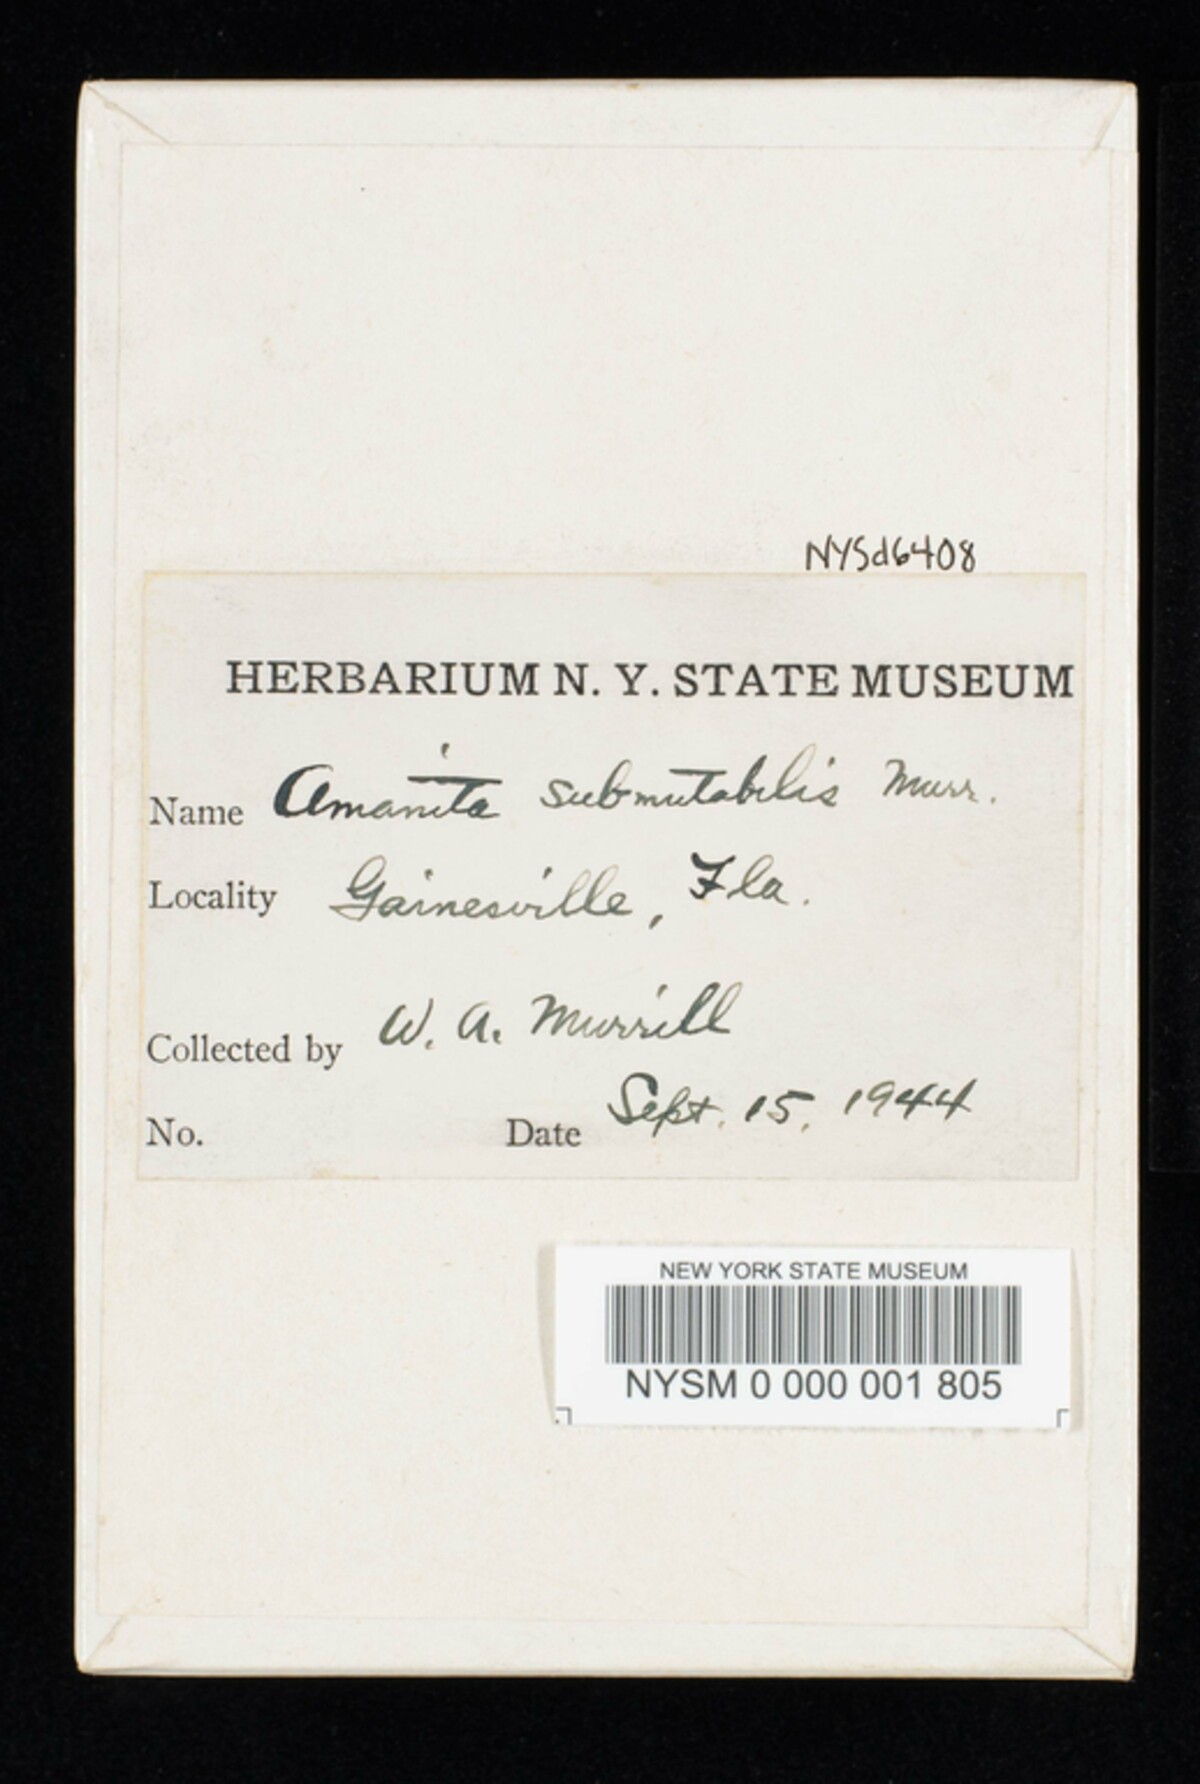 NYSd6408
HERBARIUM N. Y. STATE MUSEUM
Name Amanita submutabilis Murr.
Locality Gainesville, Fla.
Collected by W. A. Murrill
No. Date Sept. 15, 1944
NEW YORK STATE MUSEUM
NYSM 0 000 001 805